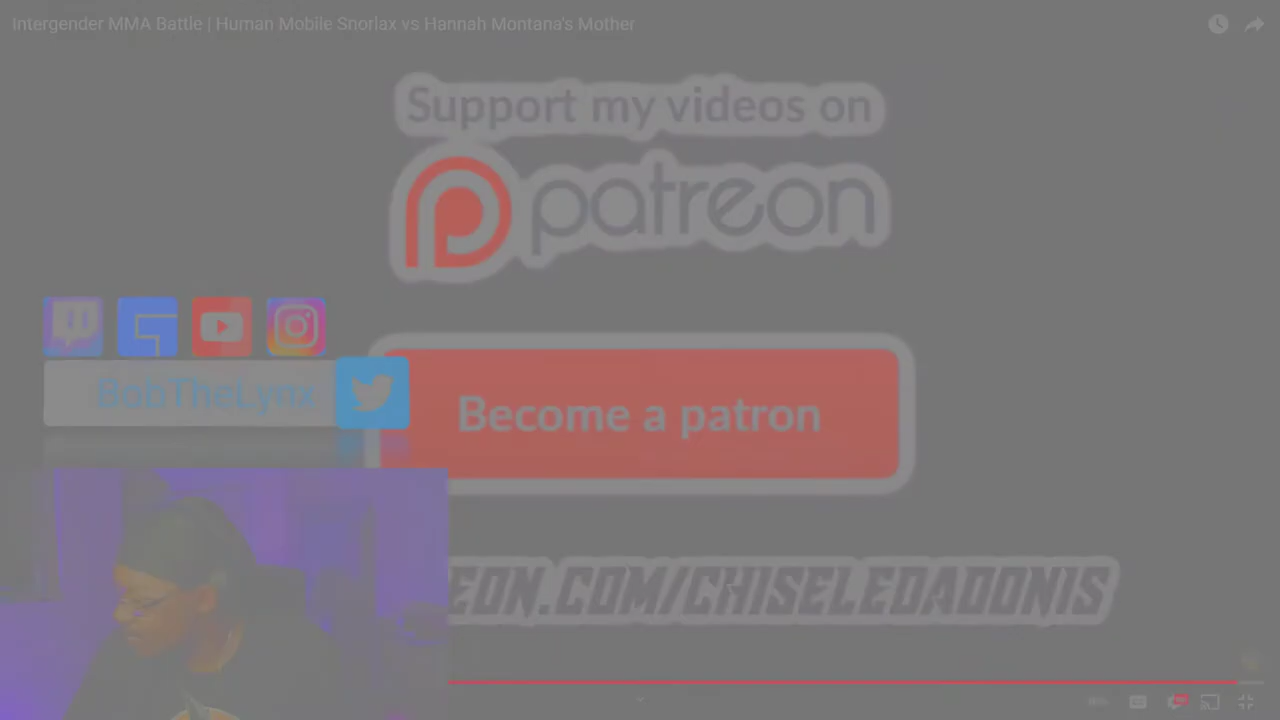 Intergender MMA Battle | Human Mobile Snorlax vs Hannah Montana's Mother
Support my videos on
patreon
BobTheLynx
Become a patron
EON.COM/CHISELEDADONIS